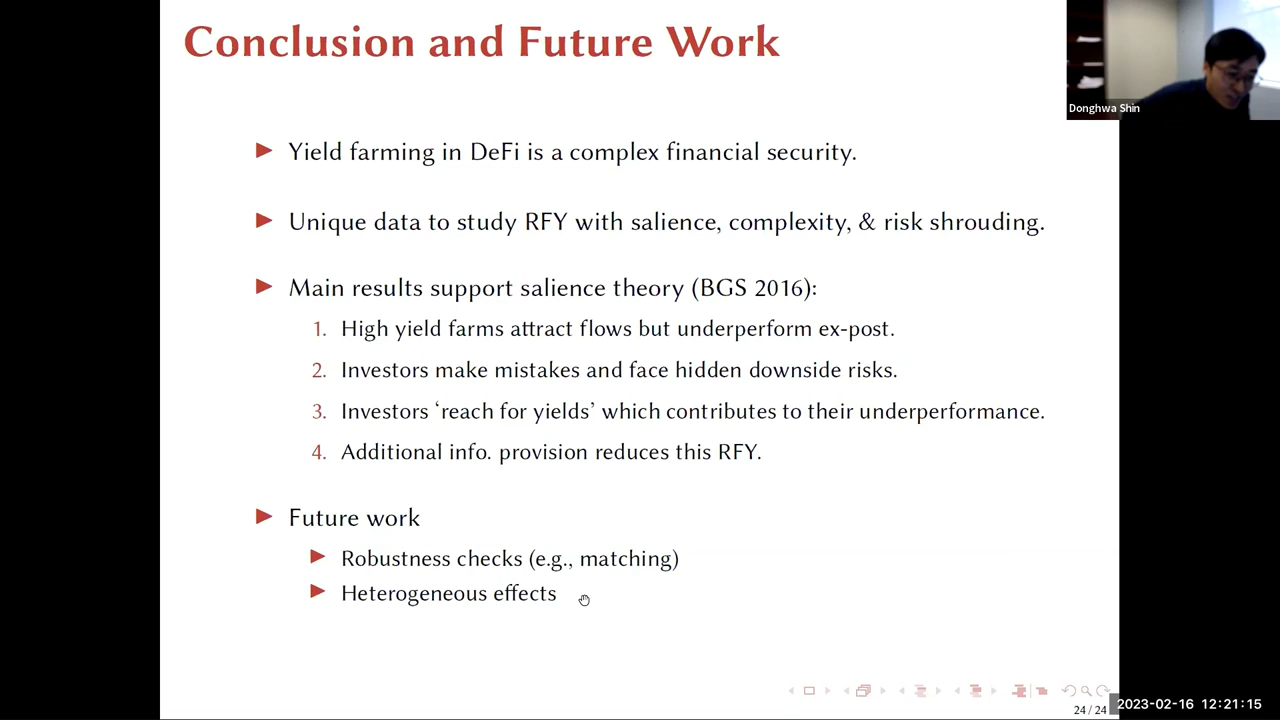 Conclusion and Future Work
Donghwa Shin
Yield farming in DeFi is a complex financial security.
Unique data to study RFY with salience, complexity, & risk shrouding.
Main results support salience theory (BGS 2016):
1. High yield farms attract flows but underperform ex-post.
2. Investors make mistakes and face hidden downside risks.
3. Investors ‘reach for yields’ which contributes to their underperformance.
4. Additional info. provision reduces this RFY.
Future work
Robustness checks (e.g., matching)
Heterogeneous effects
24 / 24
2023-02-16 12:21:15